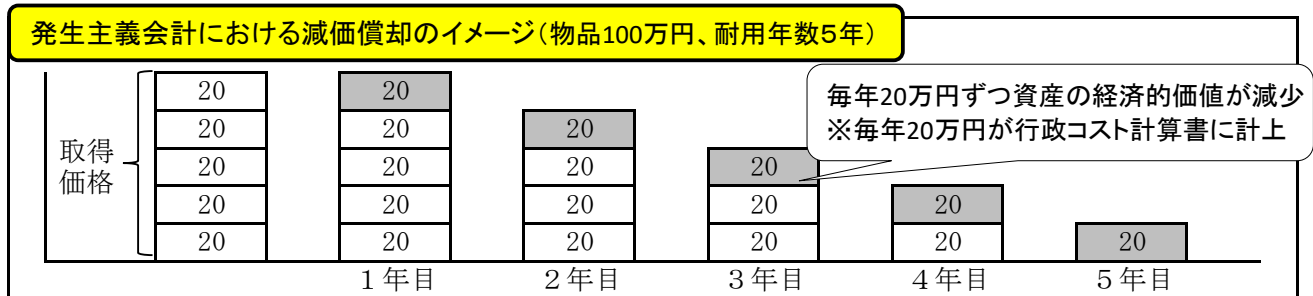 発生主義会計における減価償却のイメージ(物品100万円、耐用年数5年)
毎年20万円ずつ資産の経済的価値が減少
※毎年20万円が行政コスト計算書に計上
取得
価格
20 20
20 20 20
20 20 20 20
20 20 20 20 20
20 20 20 20 20 20
1年目 2年目 3年目 4年目 5年目